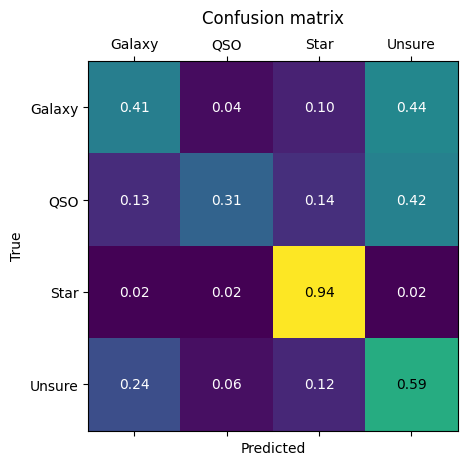 Confusion matrix
Galaxy QSO Star Unsure
Galaxy 0.41 0.04 0.10 0.44
QSO 0.13 0.31 0.14 0.42
Star 0.02 0.02 0.94 0.02
Unsure 0.24 0.06 0.12 0.59
True
Predicted